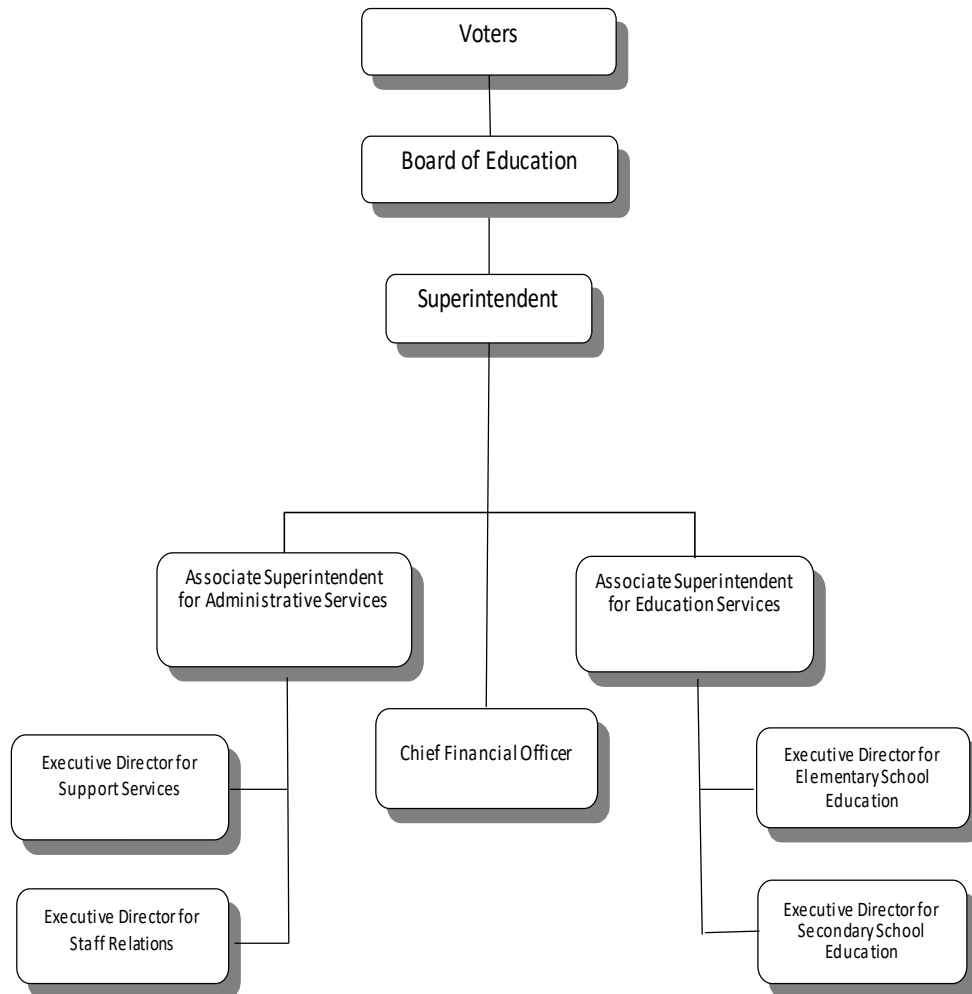 Voters
Board of Education
Superintendent
Associate Superintendent
for Administrative Services
Associate Superintendent
for Education Services
Chief Financial Officer
Executive Director for
Support Services
Executive Director for
Elementary School
Education
Executive Director for
Staff Relations
Executive Director for
Secondary School
Education